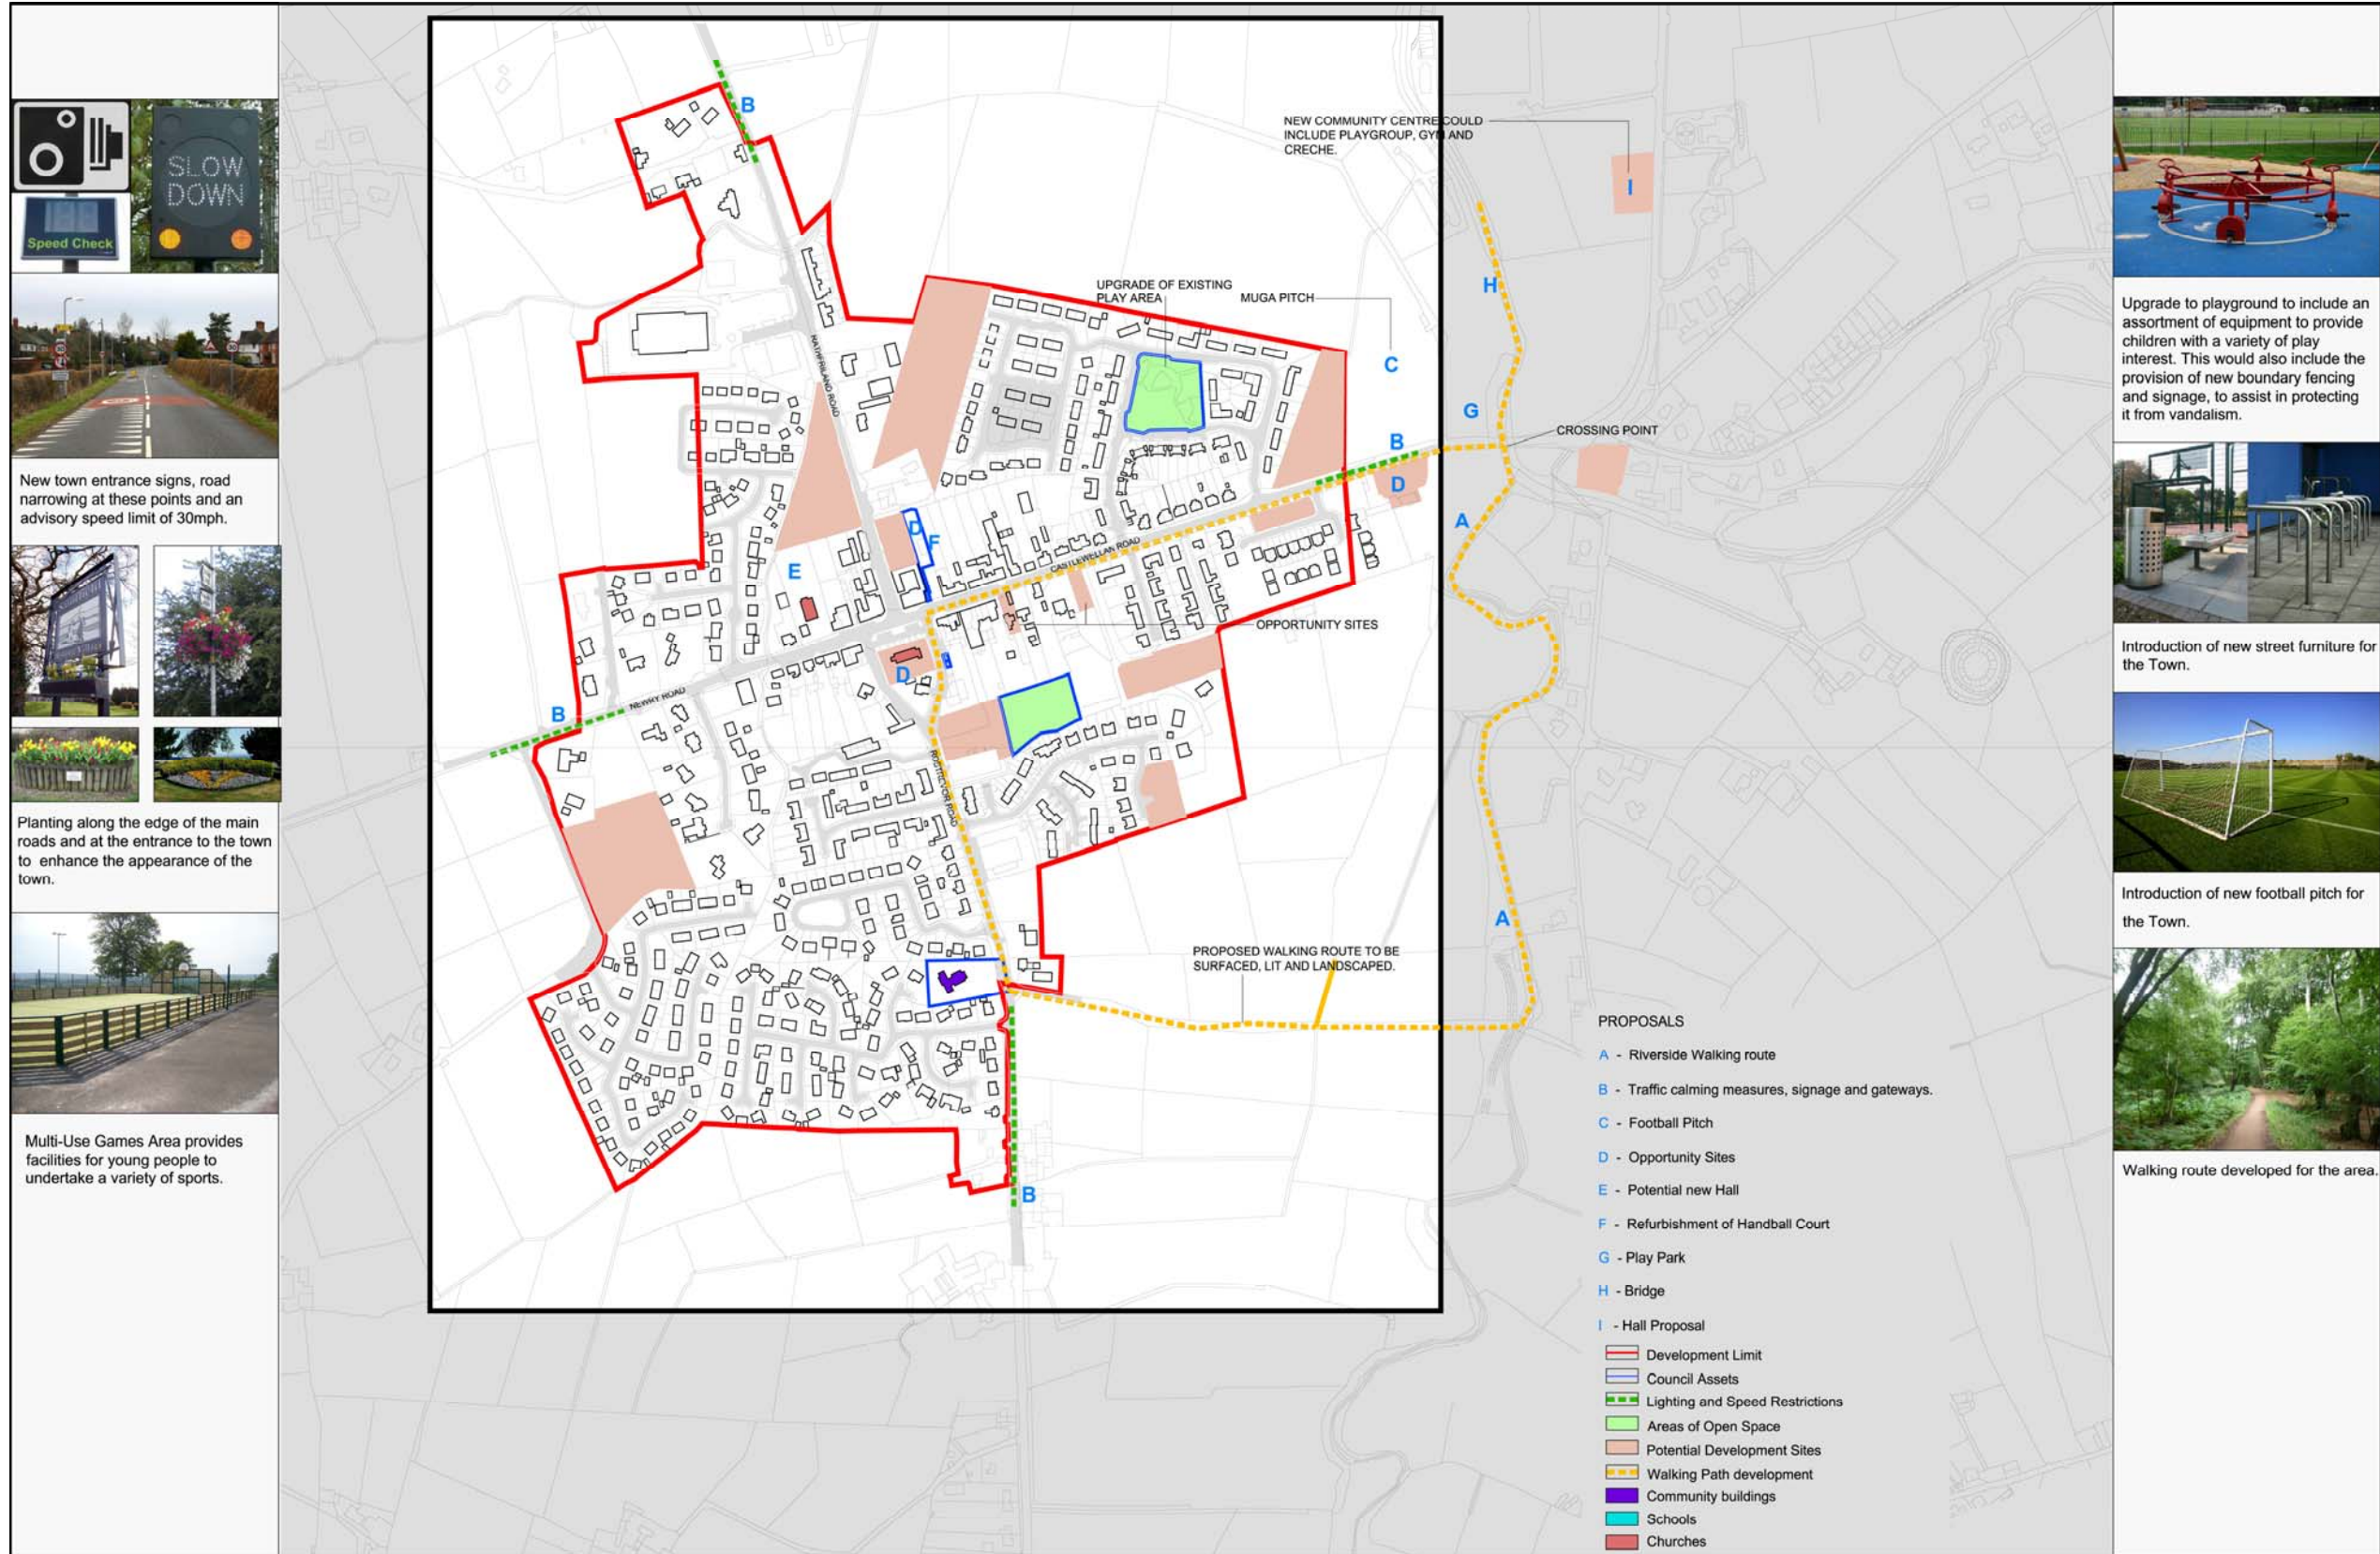 SLOW
DOWN
Speed Check
New town entrance signs, road
narrowing at these points and an
advisory speed limit of 30mph.
Planting along the edge of the main
roads and at the entrance to the town
to enhance the appearance of the
town.
Multi-Use Games Area provides
facilities for young people to
undertake a variety of sports.
B
NEW COMMUNITY CENTRE COULD
INCLUDE PLAYGROUP, GYM AND
CRECHE.
I
H
UPGRADE OF EXISTING
PLAY AREA
MUGA PITCH
C
RATHFRILAND ROAD
G
B
CROSSING POINT
D
A
D
F
E
CASTLEWELLAN ROAD
OPPORTUNITY SITES
D
NEWRY ROAD
B
ROSTREVOR ROAD
A
PROPOSED WALKING ROUTE TO BE
SURFACED, LIT AND LANDSCAPED.
B
PROPOSALS
A - Riverside Walking route
B - Traffic calming measures, signage and gateways.
C - Football Pitch
D - Opportunity Sites
E - Potential new Hall
F - Refurbishment of Handball Court
G - Play Park
H - Bridge
I - Hall Proposal
Development Limit
Council Assets
Lighting and Speed Restrictions
Areas of Open Space
Potential Development Sites
Walking Path development
Community buildings
Schools
Churches
Upgrade to playground to include an
assortment of equipment to provide
children with a variety of play
interest. This would also include the
provision of new boundary fencing
and signage, to assist in protecting
it from vandalism.
Introduction of new street furniture for
the Town.
Introduction of new football pitch for
the Town.
Walking route developed for the area.